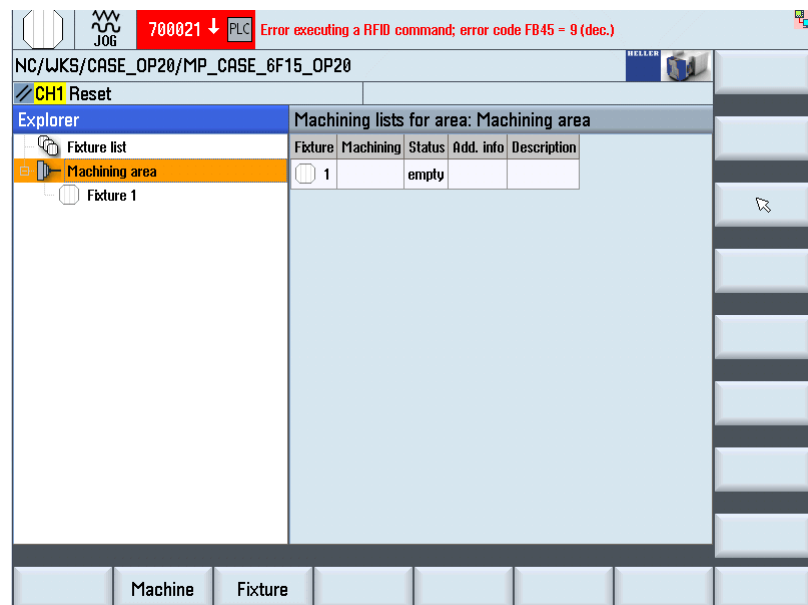 JOG
700021 ↓ PLC Error executing a RFID command; error code FB45 = 9 (dec.)
NC/WKS/CASE_OP20/MP_CASE_6F15_OP20
HELLER
CH1 Reset
Explorer
Machining lists for area: Machining area
Fixture list
Fixture Machining Status Add. info Description
Machining area
1 empty
Fixture 1
Machine Fixture